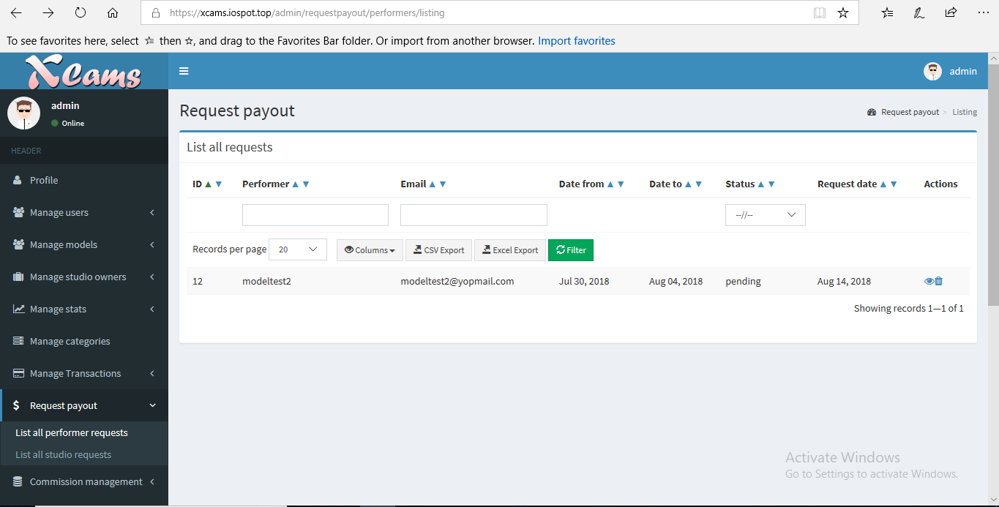 https://xcams.iospot.top/admin/requestpayout/performers/listing
To see favorites here, select then , and drag to the Favorites Bar folder. Or import from another browser. Import favorites
XCams
admin
admin
Online
HEADER
Profile
Manage users
Manage models
Manage studio owners
Manage stats
Manage categories
Manage Transactions
Request payout
List all performer requests
List all studio requests
Commission management
Request payout
Request payout > Listing
List all requests
ID Performer Email Date from Date to Status Request date Actions
--//--
Records per page 20 Columns CSV Export Excel Export Filter
12 modeltest2 modeltest2@yopmail.com Jul 30, 2018 Aug 04, 2018 pending Aug 14, 2018
Showing records 1—1 of 1
Activate Windows
Go to Settings to activate Windows.